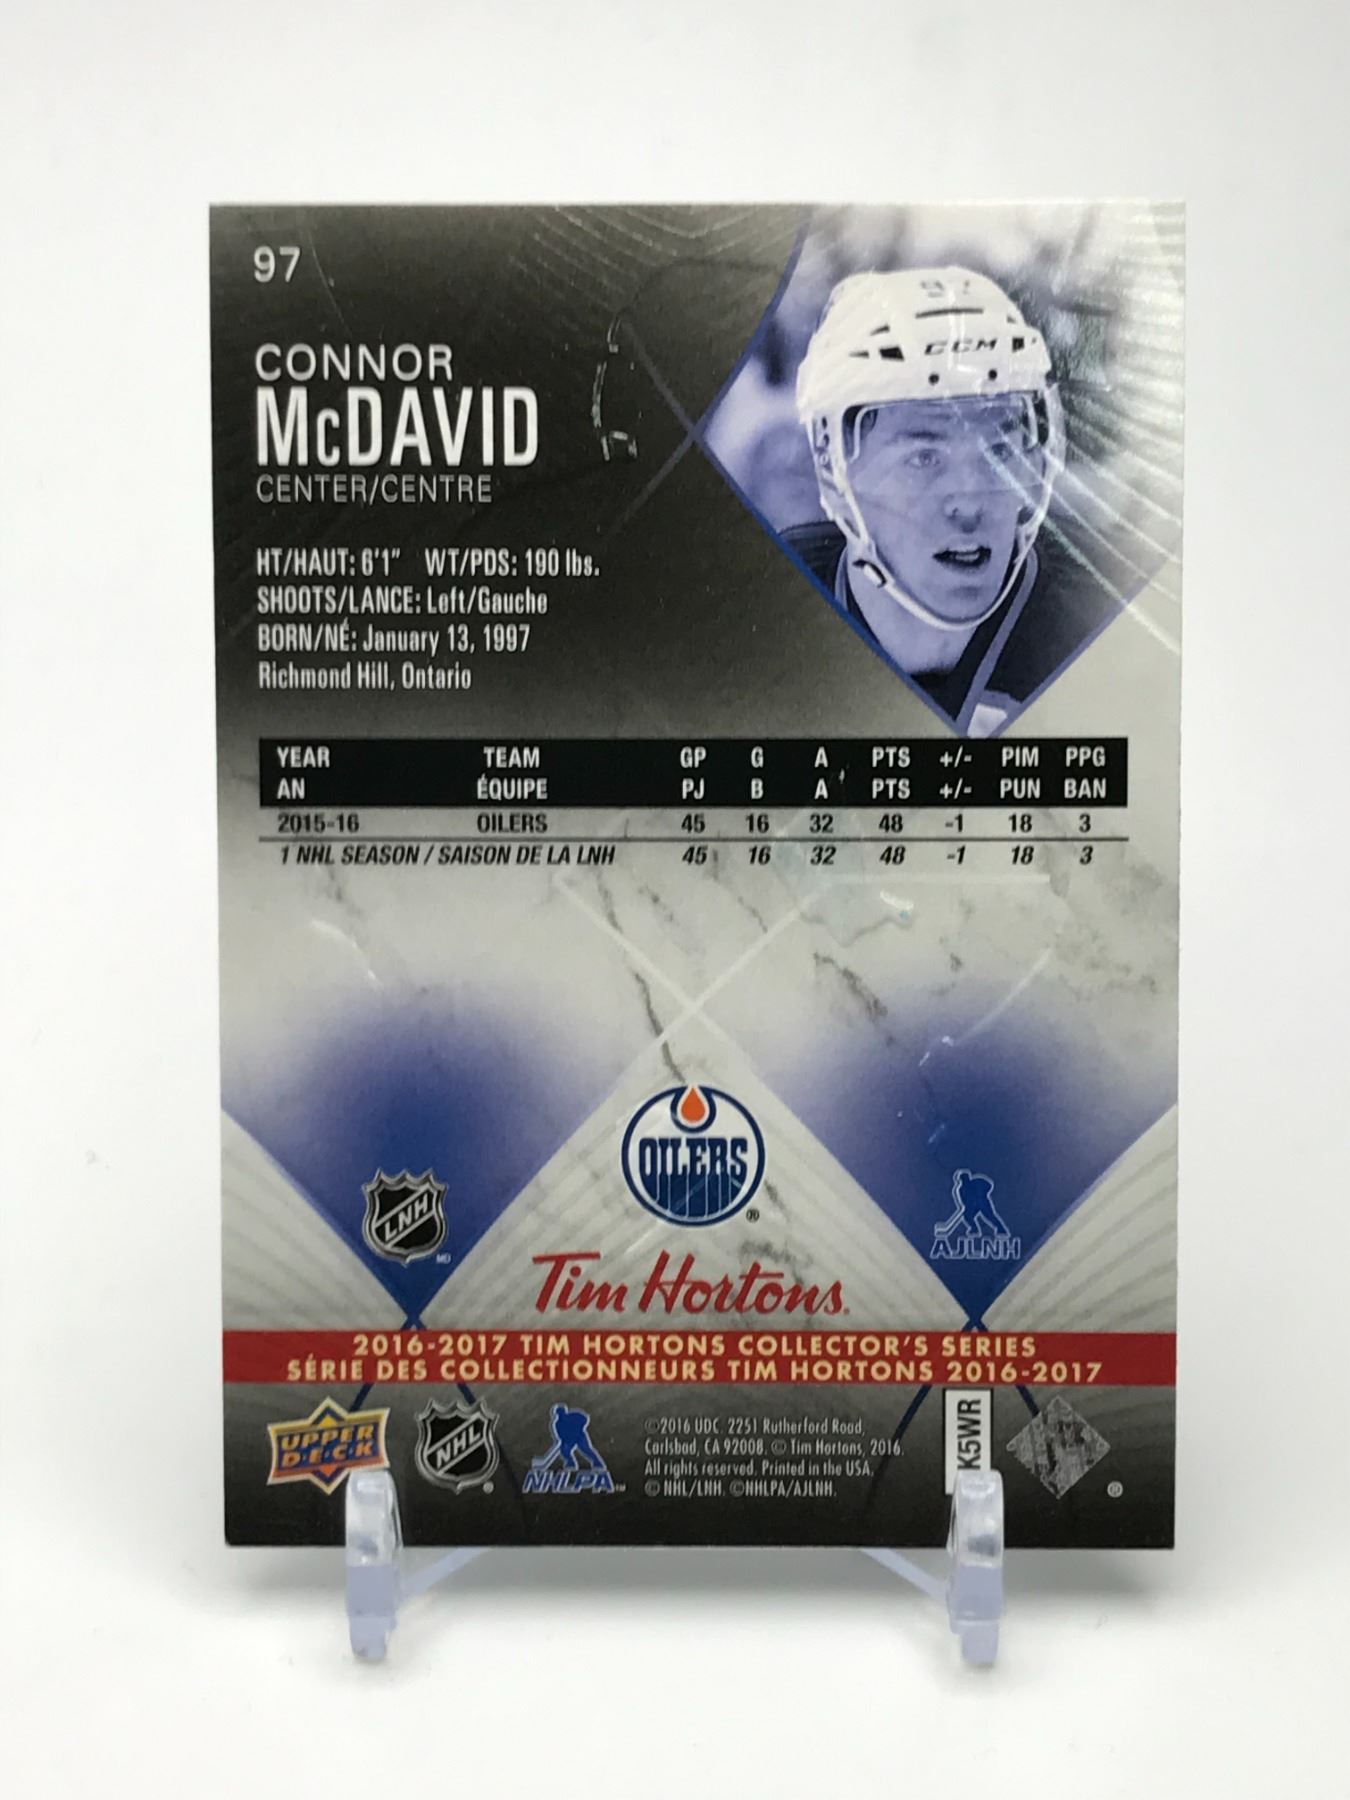 97
CONNOR
McDAVID
CENTER/CENTRE
97
CCM
HT/HAUT: 6'1" WT/PDS: 190 lbs.
SHOOTS/LANCE: Left/Gauche
BORN/NÉ: January 13, 1997
Richmond Hill, Ontario
YEAR TEAM GP G A PTS +/- PIM PPG
AN ÉQUIPE PJ B A PTS +/- PUN BAN
2015-16 OILERS 45 16 32 48 -1 18 3
1 NHL SEASON / SAISON DE LA LNH 45 16 32 48 -1 18 3
OILERS ®
LNH MD
AJLNH
Tim Hortons.
2016-2017 TIM HORTONS COLLECTOR'S SERIES
SÉRIE DES COLLECTIONNEURS TIM HORTONS 2016-2017
UPPER
D·E·C·K
NHL ®
NHLPA™
©2016 UDC. 2251 Rutherford Road,
Carlsbad, CA 92008. © Tim Hortons, 2016.
All rights reserved. Printed in the USA.
© NHL/LNH. ©NHLPA/AJLNH.
K5WR
®